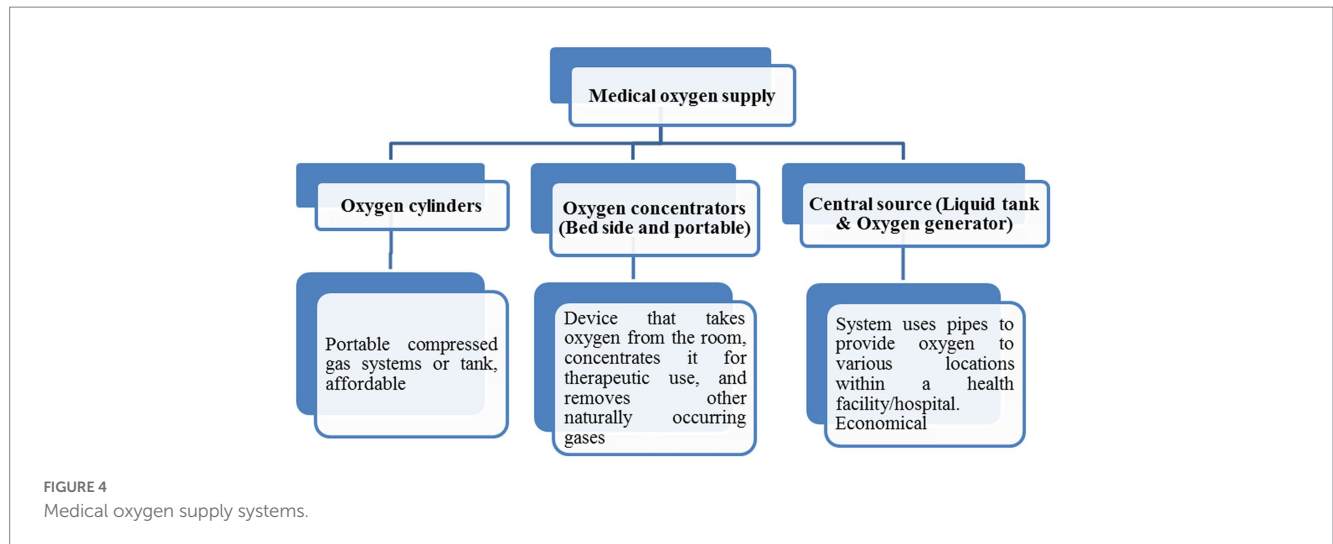 Medical oxygen supply
Oxygen cylinders
Oxygen concentrators
(Bed side and portable)
Central source (Liquid tank
& Oxygen generator)
Portable compressed
gas systems or tank,
affordable
Device that takes
oxygen from the room,
concentrates it for
therapeutic use, and
removes other
naturally occurring
gases
System uses pipes to
provide oxygen to
various locations
within a health
facility/hospital.
Economical
FIGURE 4
Medical oxygen supply systems.